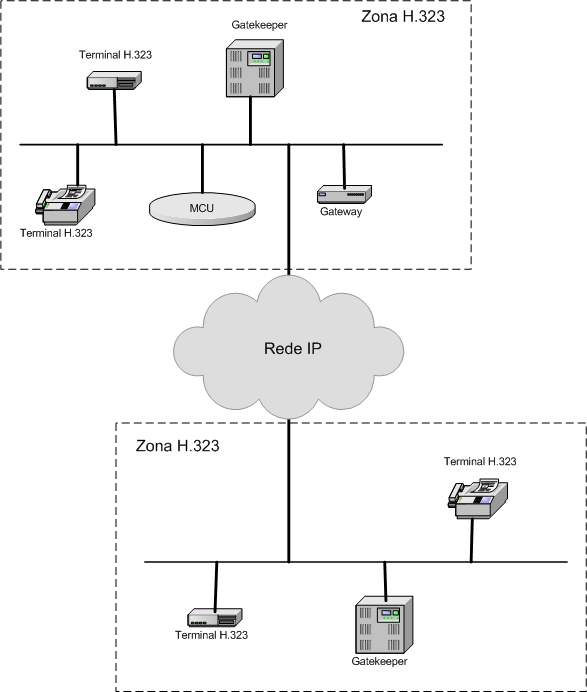 Zona H.323
Gatekeeper
Terminal H.323
MCU
Gateway
Terminal H.323
Rede IP
Zona H.323
Terminal H.323
Terminal H.323
Gatekeeper